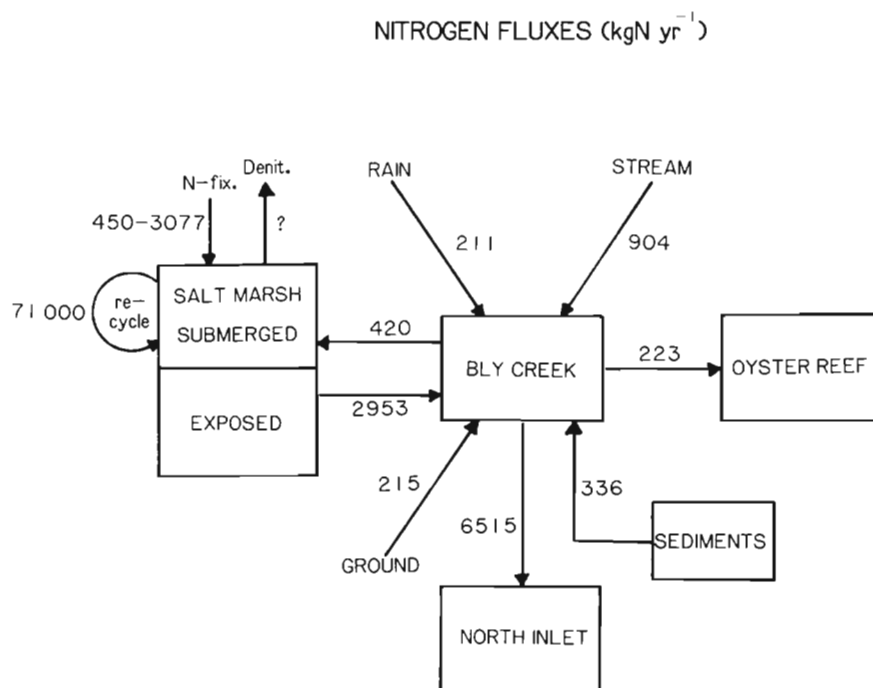 NITROGEN FLUXES (kgN yr⁻¹)
Denit.
N-fix.
RAIN
STREAM
450-3077
?
211
904
71 000
re-
cycle
SALT MARSH
SUBMERGED
420
BLY CREEK
223
OYSTER REEF
EXPOSED
2953
215
336
6515
GROUND
SEDIMENTS
NORTH INLET